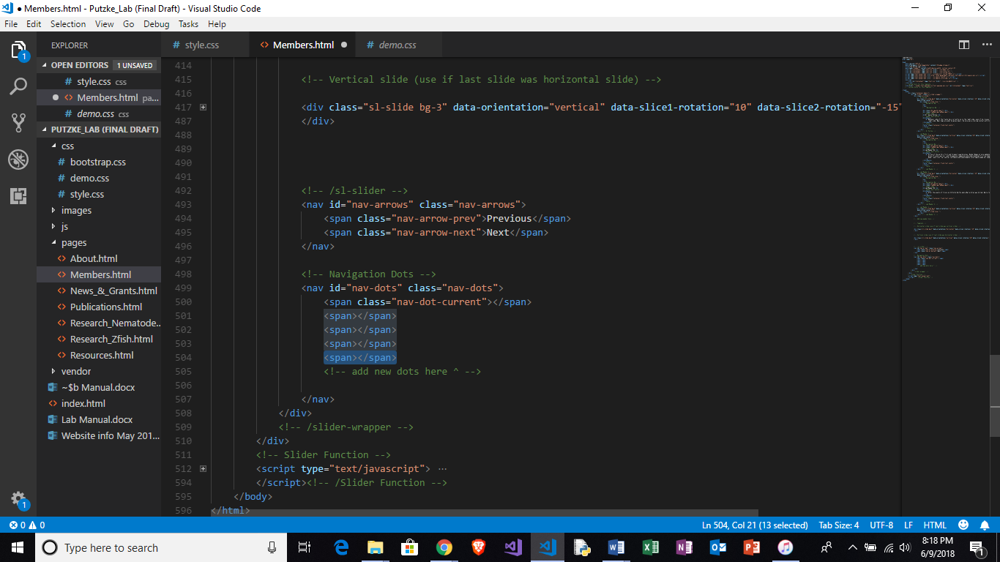 ● Members.html - Putzke_Lab (Final Draft) - Visual Studio Code
File Edit Selection View Go Debug Tasks Help
EXPLORER
OPEN EDITORS 1 UNSAVED
# style.css css
● <> Members.html pa...
# demo.css css
PUTZKE_LAB (FINAL DRAFT)
css
# bootstrap.css
# demo.css
# style.css
images
js
pages
<> About.html
<> Members.html
<> News_&_Grants.html
<> Publications.html
<> Research_Nematode...
<> Research_Zfish.html
<> Resources.html
vendor
~$b Manual.docx
<> index.html
Lab Manual.docx
Website info May 201...
1
1
# style.css <> Members.html ● # demo.css
414
415 <!-- Vertical slide (use if last slide was horizontal slide) -->
416
417 <div class="sl-slide bg-3" data-orientation="vertical" data-slice1-rotation="10" data-slice2-rotation="-15"
487 </div>
488
489
490
491
492 <!-- /sl-slider -->
493 <nav id="nav-arrows" class="nav-arrows">
494 <span class="nav-arrow-prev">Previous</span>
495 <span class="nav-arrow-next">Next</span>
496 </nav>
497
498 <!-- Navigation Dots -->
499 <nav id="nav-dots" class="nav-dots">
500 <span class="nav-dot-current"></span>
501 <span></span>
502 <span></span>
503 <span></span>
504 <span></span>
505 <!-- add new dots here ^ -->
506
507 </nav>
508 </div>
509 <!-- /slider-wrapper -->
510 </div>
511 <!-- Slider Function -->
512 <script type="text/javascript"> ...
594 </script><!-- /Slider Function -->
595 </body>
596 </html>
0 0 Ln 504, Col 21 (13 selected) Tab Size: 4 UTF-8 LF HTML
Type here to search
8:18 PM
6/9/2018
1